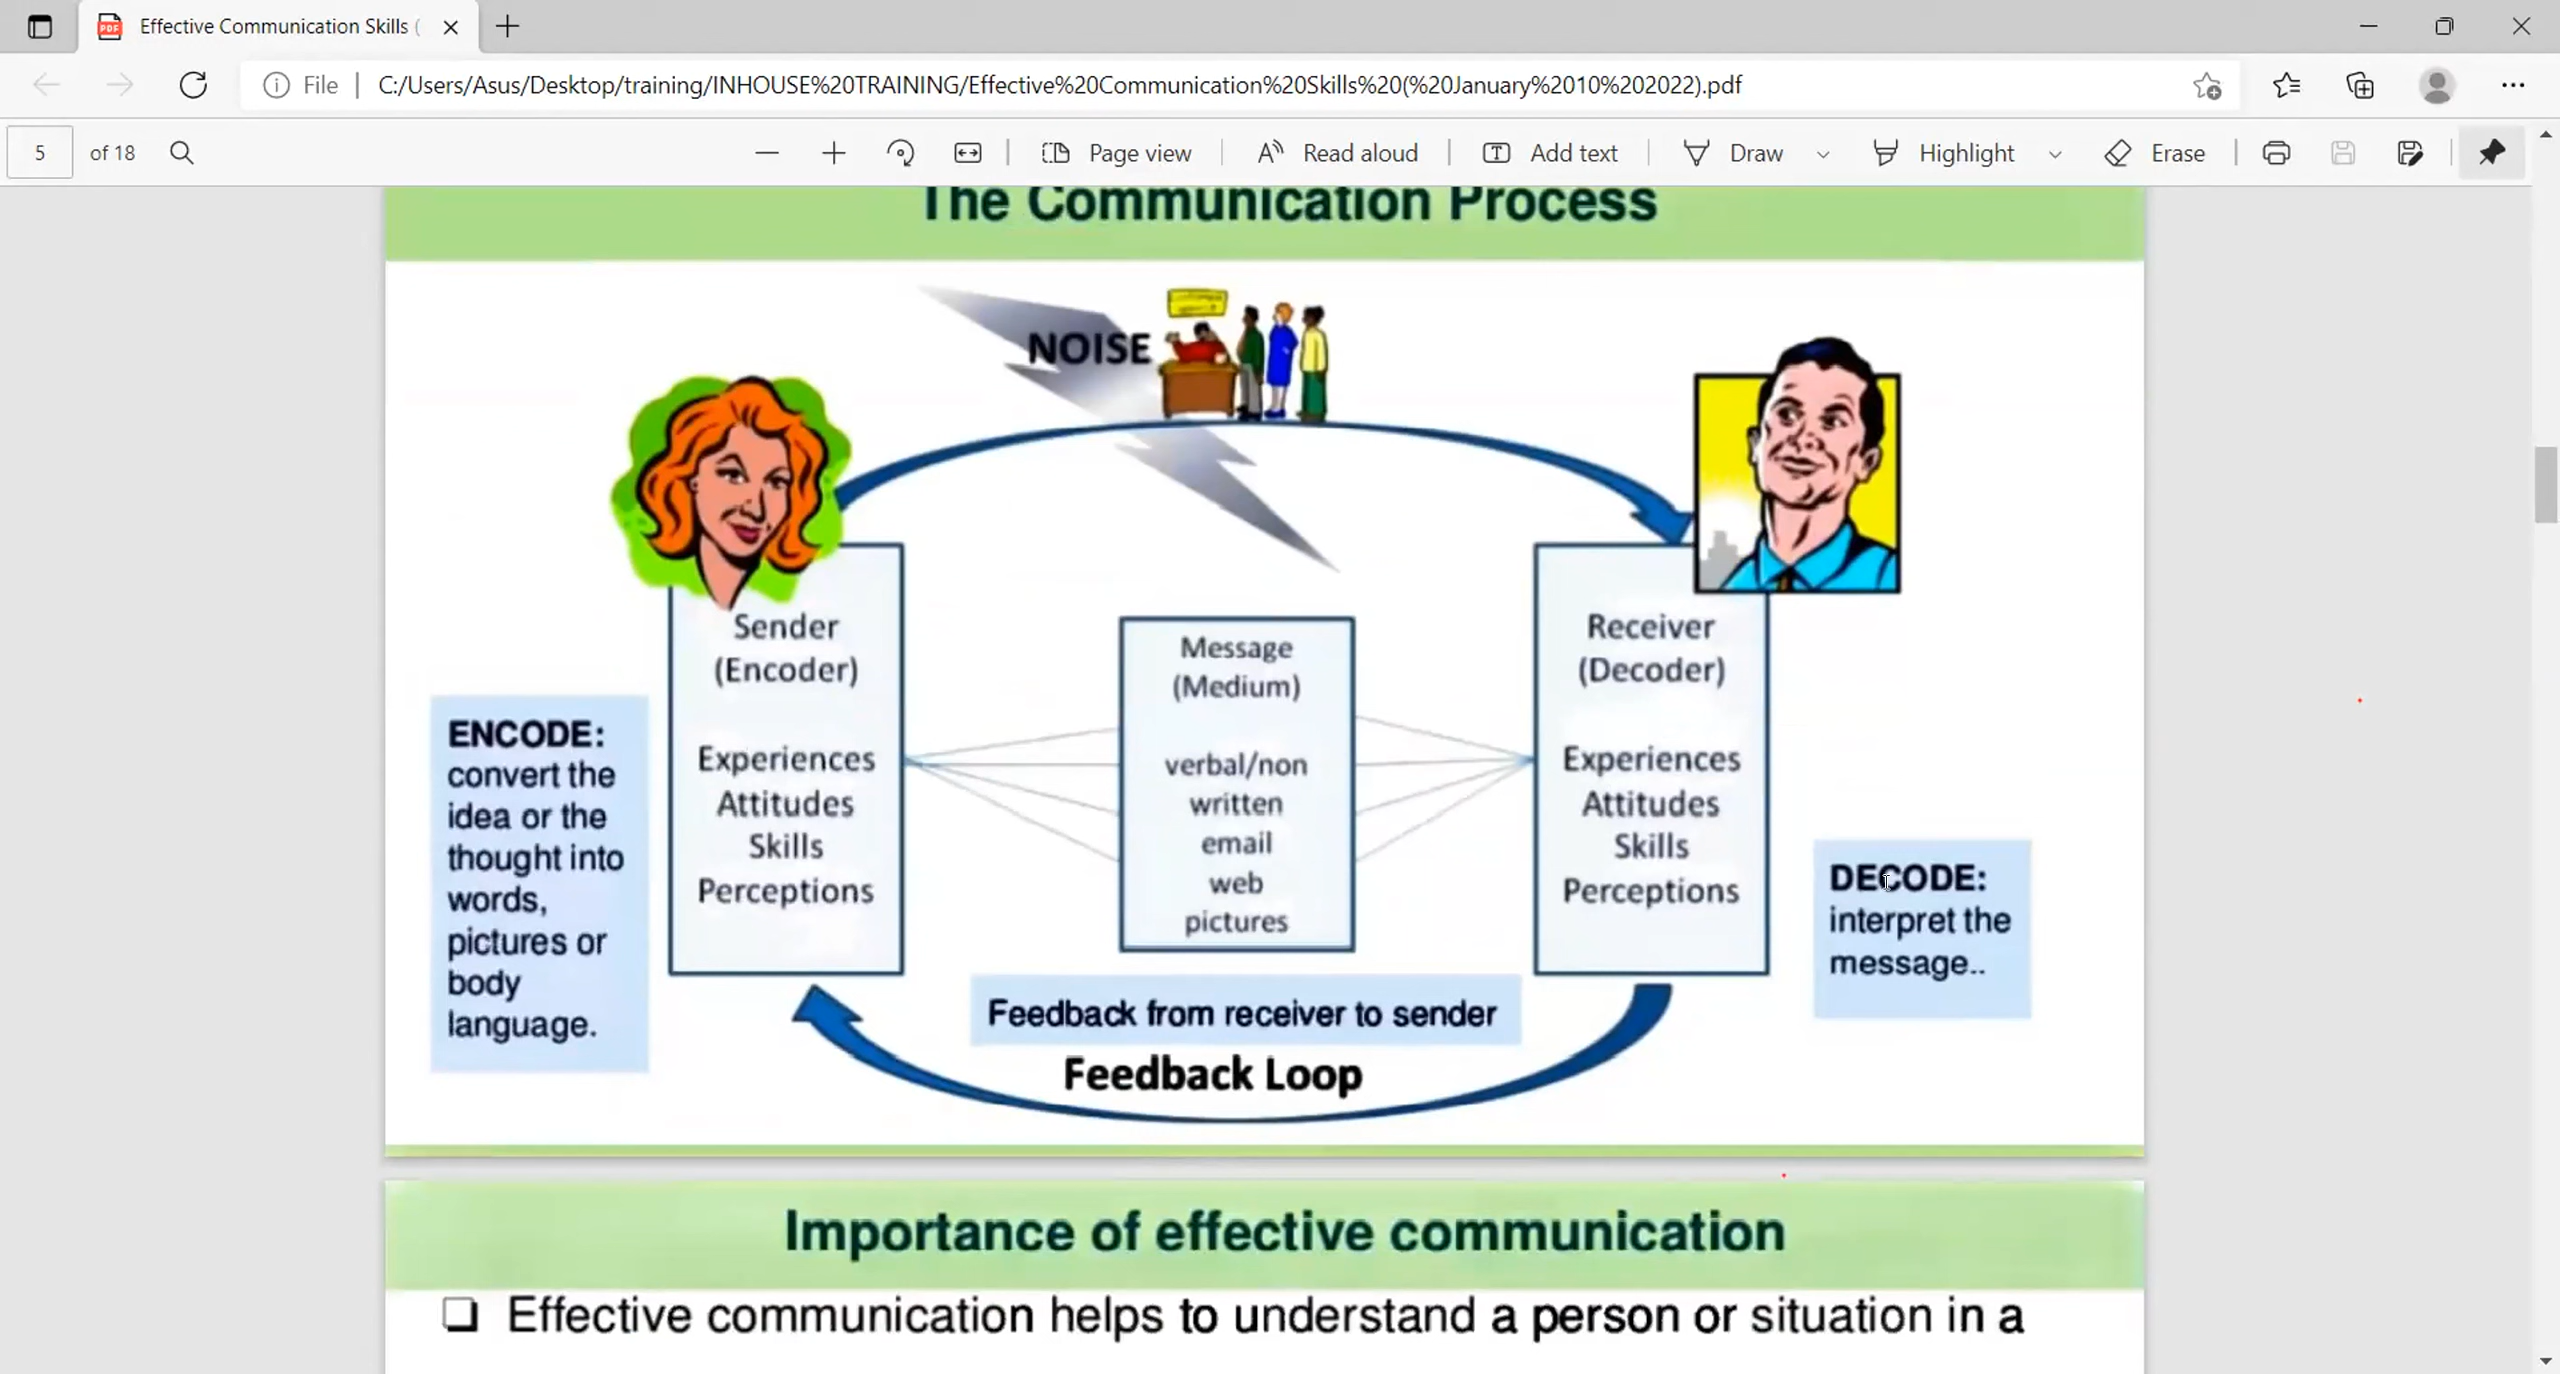 Effective Communication Skills (
File
C:/Users/Asus/Desktop/training/INHOUSE%20TRAINING/Effective%20Communication%20Skills%20(%20January%2010%202022).pdf
5
of 18
Page view
Read aloud
Add text
Draw
Highlight
Erase
The Communication Process
NOISE
Sender
(Encoder)
Experiences
Attitudes
Skills
Perceptions
Message
(Medium)
verbal/non
written
email
web
pictures
Receiver
(Decoder)
Experiences
Attitudes
Skills
Perceptions
ENCODE:
convert the
idea or the
thought into
words,
pictures or
body
language.
DECODE:
interpret the
message..
Feedback from receiver to sender
Feedback Loop
Importance of effective communication
❑ Effective communication helps to understand a person or situation in a